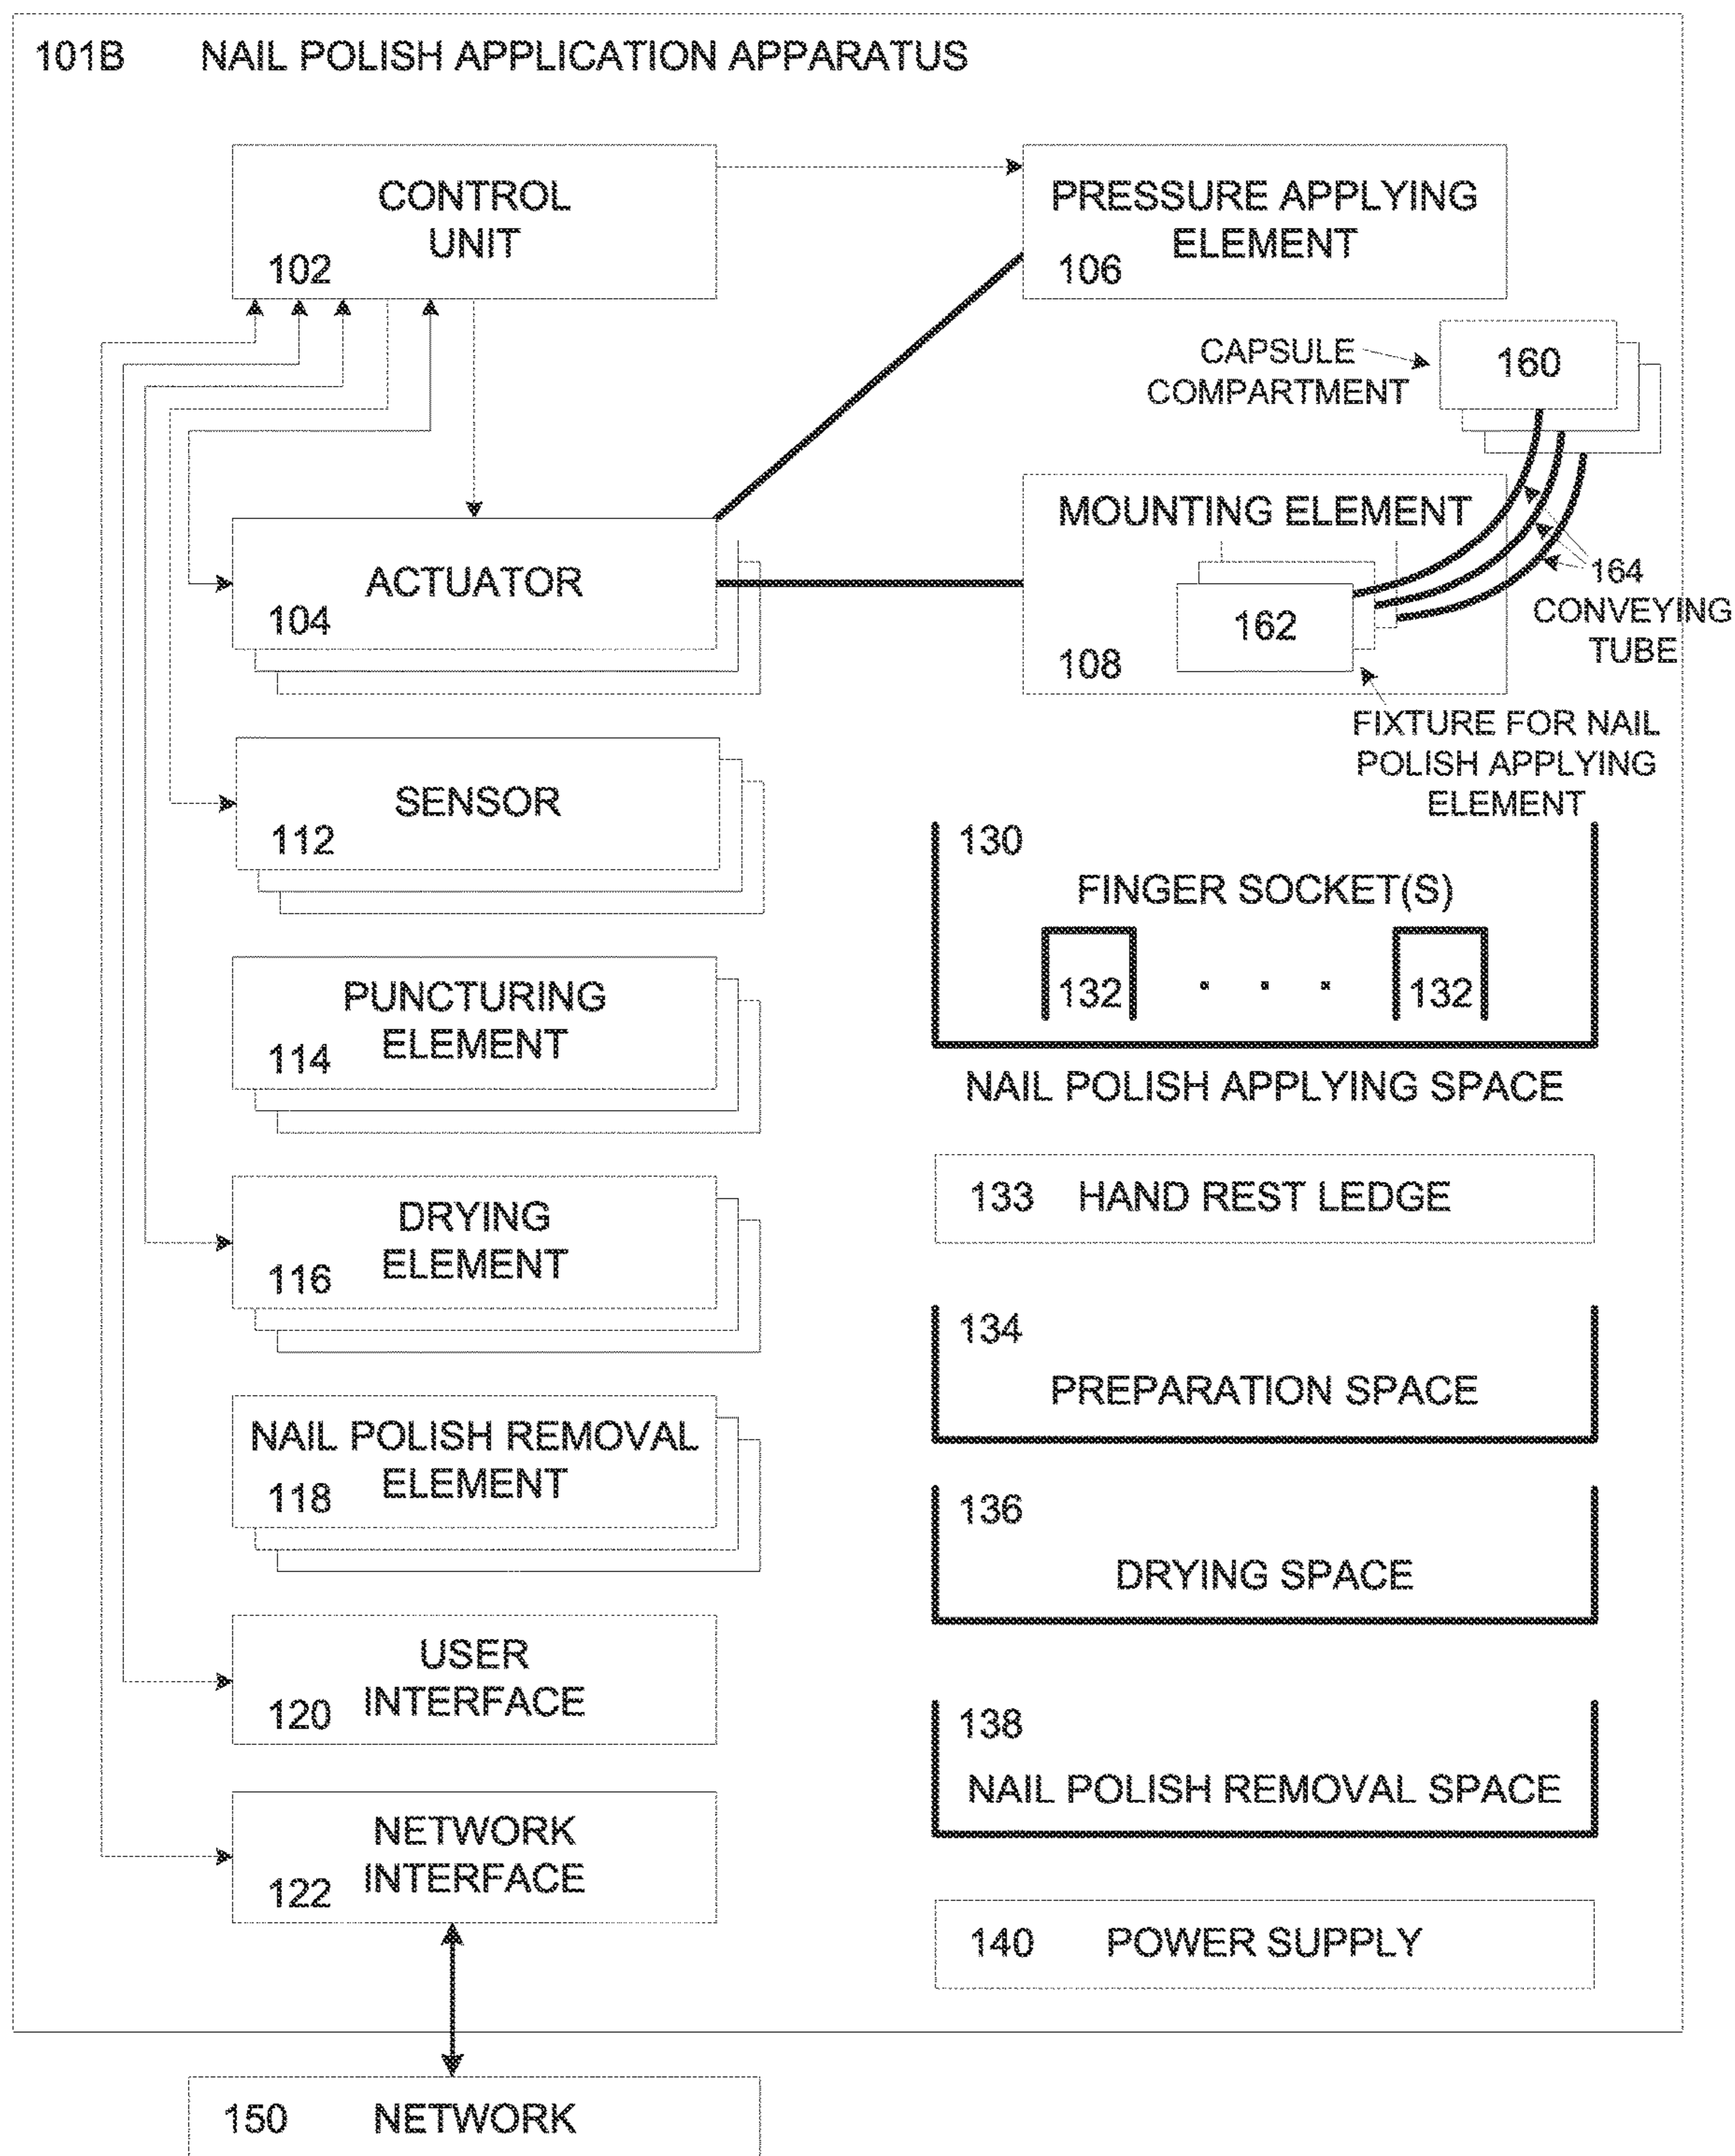 101B NAIL POLISH APPLICATION APPARATUS
CONTROL
UNIT
102
PRESSURE APPLYING
ELEMENT
106
CAPSULE
COMPARTMENT
160
ACTUATOR
104
MOUNTING ELEMENT
162
108
164
CONVEYING
TUBE
FIXTURE FOR NAIL
POLISH APPLYING
ELEMENT
SENSOR
112
130
FINGER SOCKET(S)
132 . . . 132
NAIL POLISH APPLYING SPACE
PUNCTURING
ELEMENT
114
133 HAND REST LEDGE
DRYING
ELEMENT
116
134
PREPARATION SPACE
NAIL POLISH REMOVAL
ELEMENT
118
136
DRYING SPACE
USER
INTERFACE
120
138
NAIL POLISH REMOVAL SPACE
NETWORK
INTERFACE
122
140 POWER SUPPLY
150 NETWORK